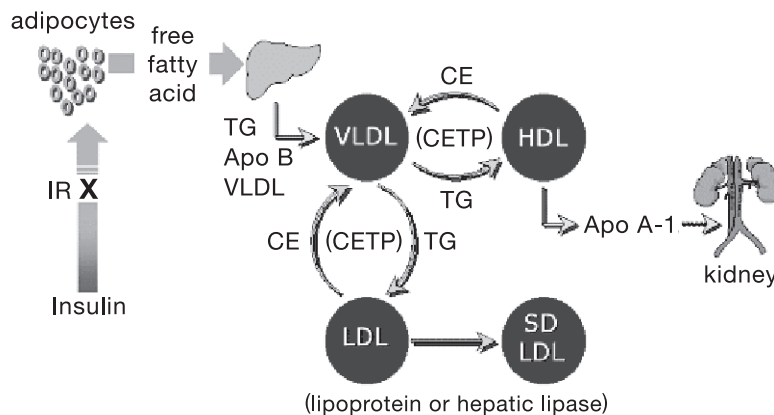 adipocytes
free
fatty
acid
CE
TG
Apo B
VLDL
VLDL
(CETP)
HDL
TG
IR X
Apo A-1
CE
(CETP)
TG
kidney
Insulin
LDL
SD
LDL
(lipoprotein or hepatic lipase)